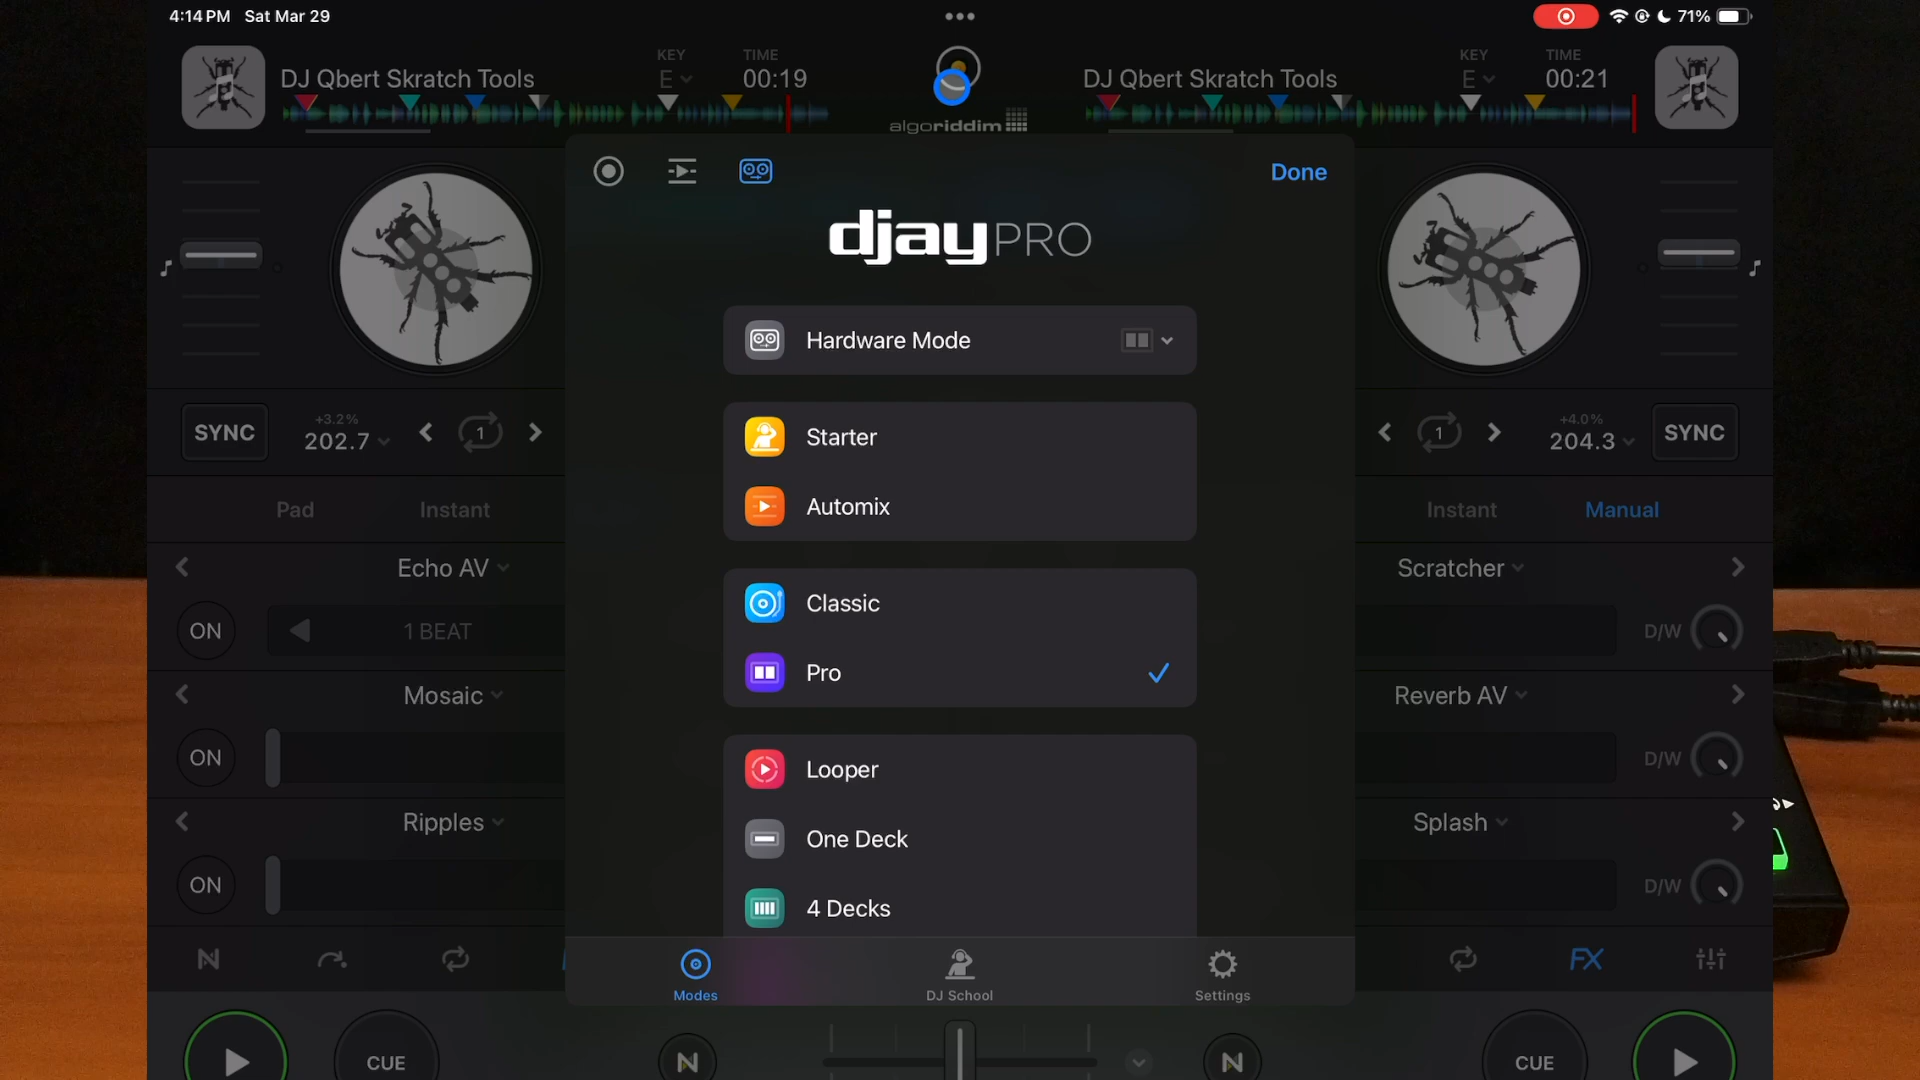 4:14 PM Sat Mar 29
71%
DJ Qbert Skratch Tools
KEY
E
TIME
00:19
algoriddim
DJ Qbert Skratch Tools
KEY
E
TIME
00:21
Done
djay PRO
Hardware Mode
Starter
Automix
Classic
Pro
Looper
One Deck
4 Decks
Modes
DJ School
Settings
SYNC
+3.2%
202.7
1
1
+4.0%
204.3
SYNC
Pad
Instant
Instant
Manual
Echo AV
Scratcher
ON
1 BEAT
D/W
Mosaic
Reverb AV
ON
D/W
Ripples
Splash
ON
D/W
FX
CUE
CUE